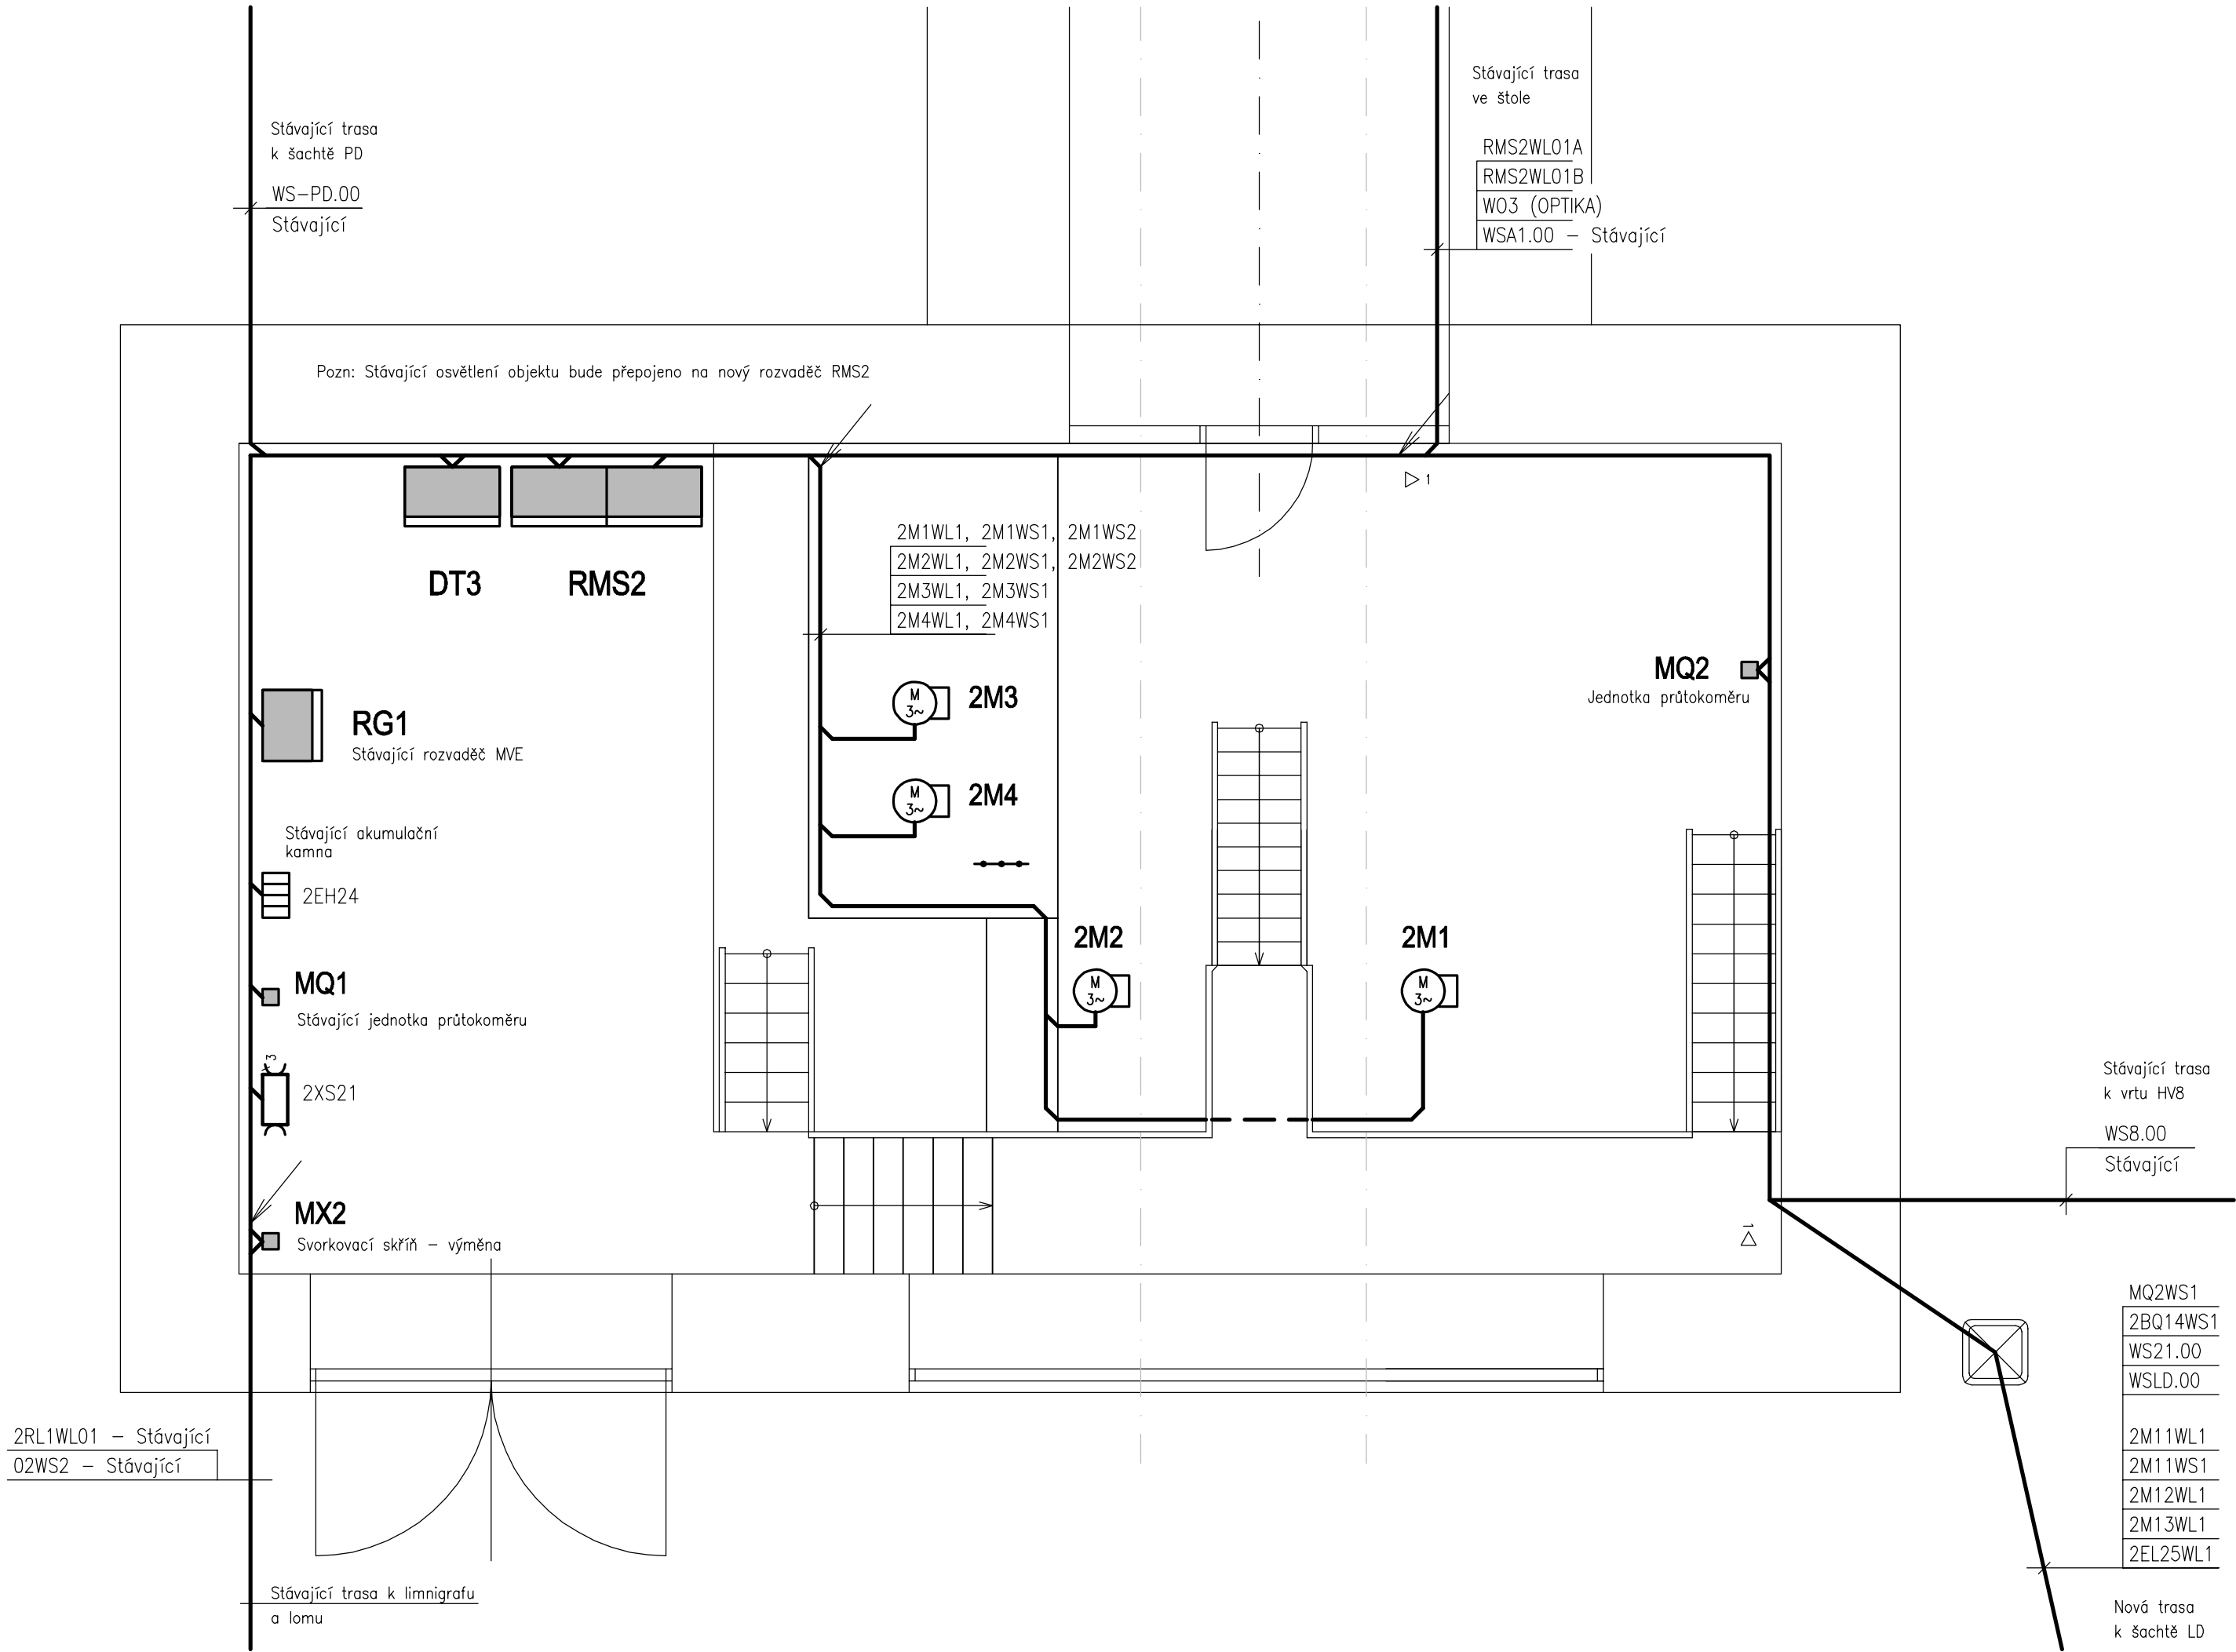 Stávající trasa
k šachtě PD
WS-PD.00
Stávající
Stávající trasa
ve štole
RMS2WL01A
RMS2WL01B
WO3 (OPTIKA)
WSA1.00 - Stávající
Pozn: Stávající osvětlení objektu bude přepojeno na nový rozvaděč RMS2
1
DT3
RMS2
2M1WL1, 2M1WS1, 2M1WS2
2M2WL1, 2M2WS1, 2M2WS2
2M3WL1, 2M3WS1
2M4WL1, 2M4WS1
MQ2
Jednotka průtokoměru
M
3~
2M3
RG1
Stávající rozvaděč MVE
M
3~
2M4
Stávající akumulační
kamna
2EH24
2M2
M
3~
2M1
M
3~
MQ1
Stávající jednotka průtokoměru
3
2XS21
Stávající trasa
k vrtu HV8
WS8.00
Stávající
MX2
Svorkovací skříň - výměna
1
MQ2WS1
2BQ14WS1
WS21.00
WSLD.00
2M11WL1
2M11WS1
2M12WL1
2M13WL1
2EL25WL1
2RL1WL01 - Stávající
02WS2 - Stávající
Stávající trasa k limnigrafu
a lomu
Nová trasa
k šachtě LD